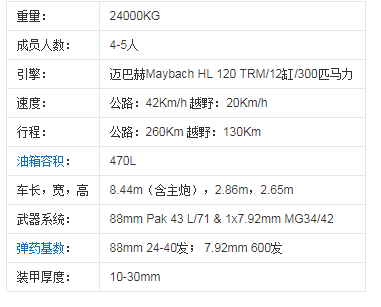 重量： 24000KG
成员人数： 4-5人
引擎： 迈巴赫Maybach HL 120 TRM/12缸/300匹马力
速度： 公路：42Km/h 越野：20Km/h
行程： 公路：260Km 越野：130Km
油箱容积： 470L
车长，宽，高 8.44m（含主炮），2.86m，2.65m
武器系统： 88mm Pak 43 L/71 & 1x7.92mm MG34/42
弹药基数： 88mm 24-40发； 7.92mm 600发
装甲厚度： 10-30mm